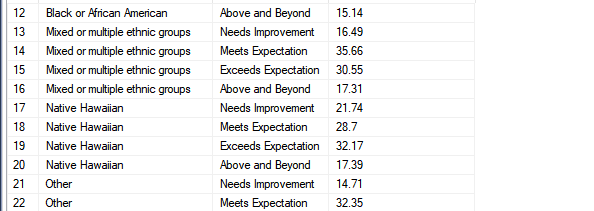 12 Black or African American Above and Beyond 15.14
13 Mixed or multiple ethnic groups Needs Improvement 16.49
14 Mixed or multiple ethnic groups Meets Expectation 35.66
15 Mixed or multiple ethnic groups Exceeds Expectation 30.55
16 Mixed or multiple ethnic groups Above and Beyond 17.31
17 Native Hawaiian Needs Improvement 21.74
18 Native Hawaiian Meets Expectation 28.7
19 Native Hawaiian Exceeds Expectation 32.17
20 Native Hawaiian Above and Beyond 17.39
21 Other Needs Improvement 14.71
22 Other Meets Expectation 32.35